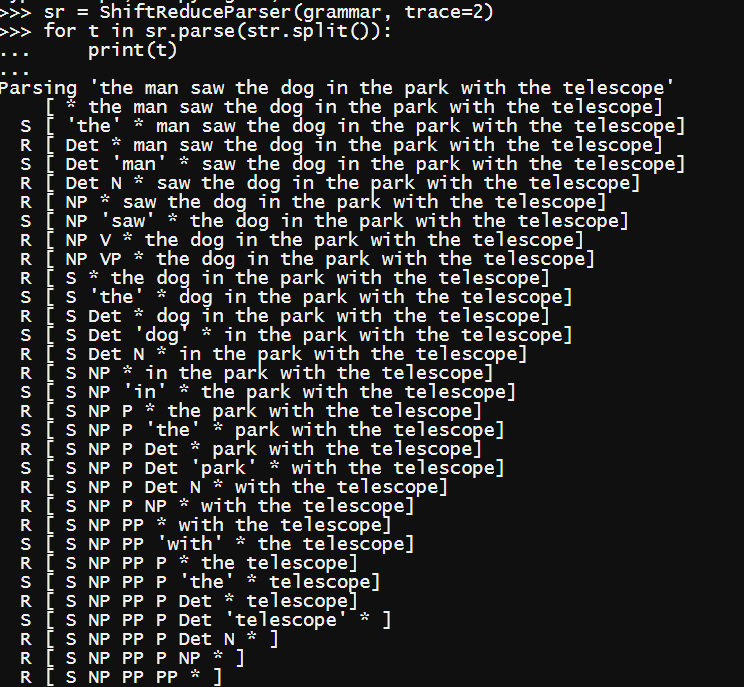 >>> sr = ShiftReduceParser(grammar, trace=2)
>>> for t in sr.parse(str.split()):
...     print(t)
...
Parsing 'the man saw the dog in the park with the telescope'
    [ * the man saw the dog in the park with the telescope]
  S [ 'the' * man saw the dog in the park with the telescope]
  R [ Det * man saw the dog in the park with the telescope]
  S [ Det 'man' * saw the dog in the park with the telescope]
  R [ Det N * saw the dog in the park with the telescope]
  R [ NP * saw the dog in the park with the telescope]
  S [ NP 'saw' * the dog in the park with the telescope]
  R [ NP V * the dog in the park with the telescope]
  R [ NP VP * the dog in the park with the telescope]
  R [ S * the dog in the park with the telescope]
  S [ S 'the' * dog in the park with the telescope]
  R [ S Det * dog in the park with the telescope]
  S [ S Det 'dog' * in the park with the telescope]
  R [ S Det N * in the park with the telescope]
  R [ S NP * in the park with the telescope]
  S [ S NP 'in' * the park with the telescope]
  R [ S NP P * the park with the telescope]
  S [ S NP P 'the' * park with the telescope]
  R [ S NP P Det * park with the telescope]
  S [ S NP P Det 'park' * with the telescope]
  R [ S NP P Det N * with the telescope]
  R [ S NP P NP * with the telescope]
  R [ S NP PP * with the telescope]
  S [ S NP PP 'with' * the telescope]
  R [ S NP PP P * the telescope]
  S [ S NP PP P 'the' * telescope]
  R [ S NP PP P Det * telescope]
  S [ S NP PP P Det 'telescope' * ]
  R [ S NP PP P Det N * ]
  R [ S NP PP P NP * ]
  R [ S NP PP PP * ]